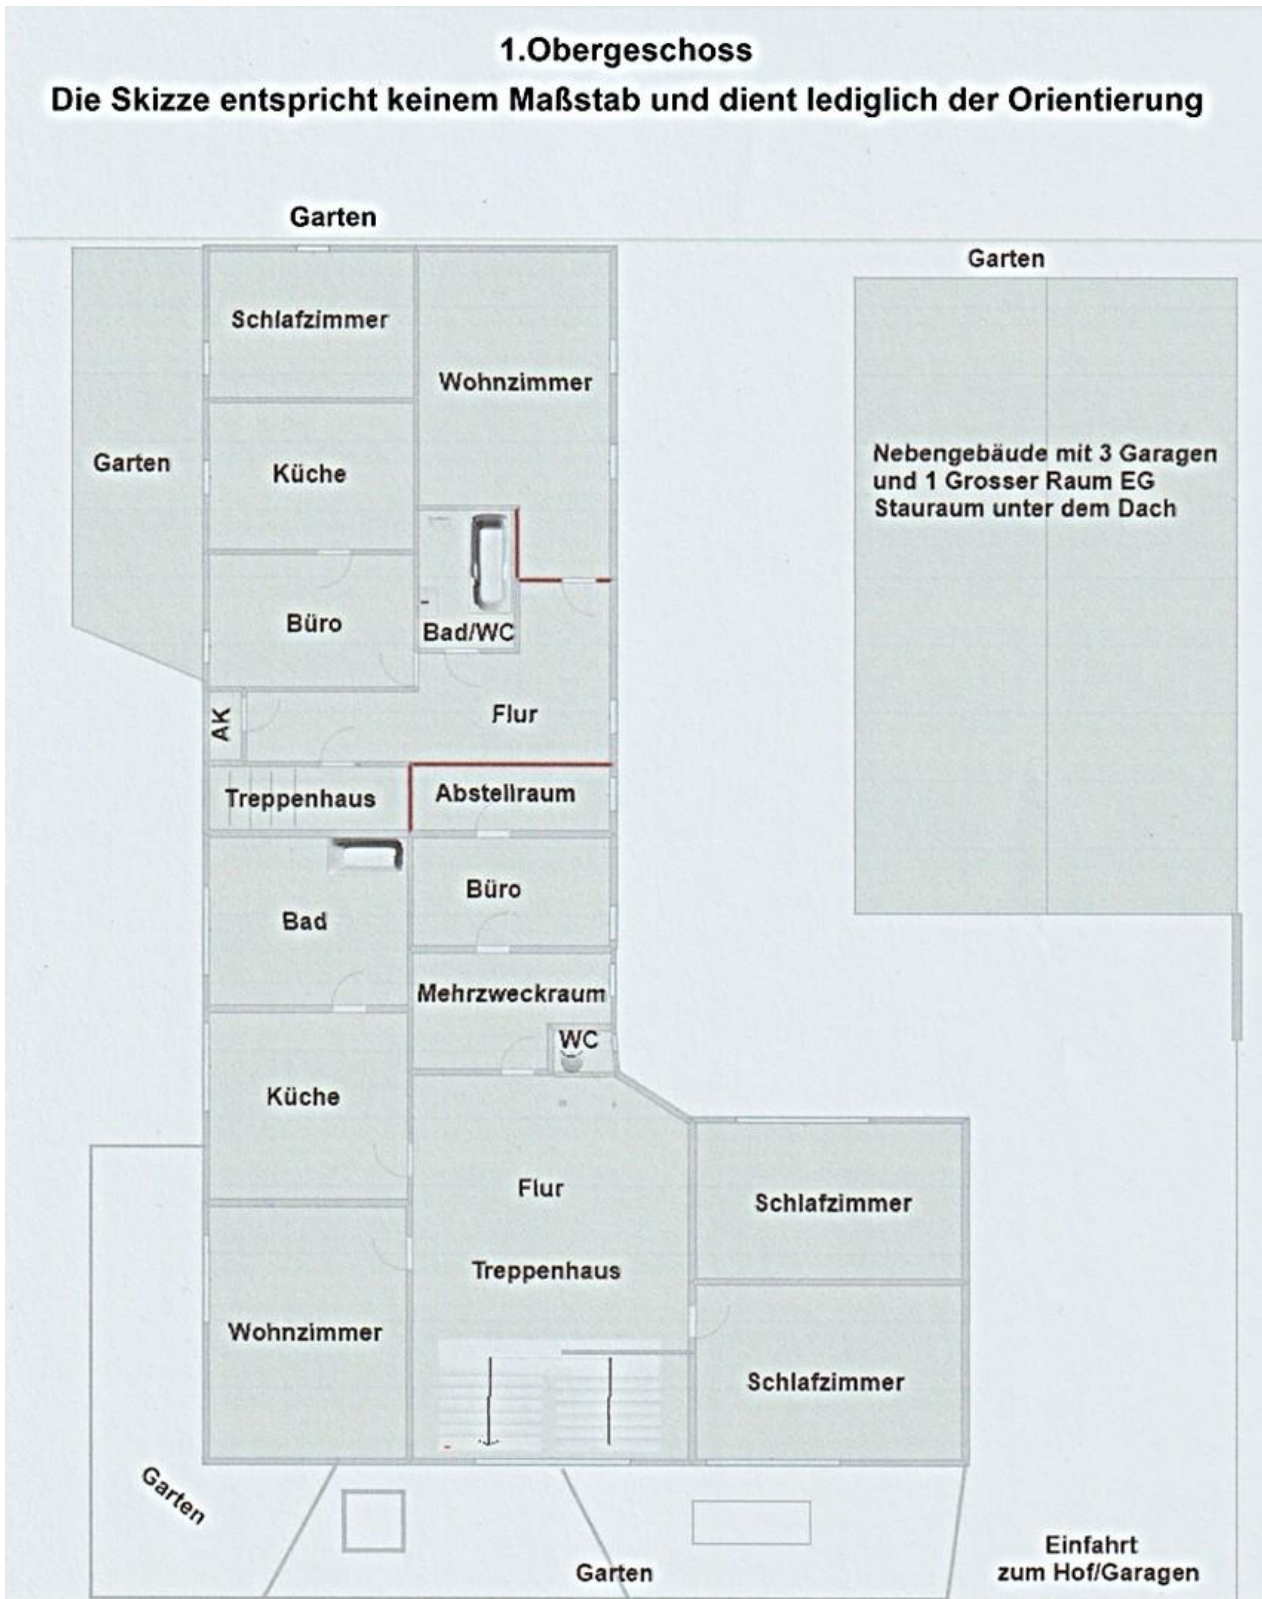 1.Obergeschoss
Die Skizze entspricht keinem Maßstab und dient lediglich der Orientierung
Garten
Garten
Schlafzimmer
Wohnzimmer
Garten
Küche
Nebengebäude mit 3 Garagen
und 1 Grosser Raum EG
Stauraum unter dem Dach
Büro
Bad/WC
AK
Flur
Treppenhaus
Abstellraum
Büro
Bad
Mehrzweckraum
WC
Küche
Flur
Schlafzimmer
Treppenhaus
Wohnzimmer
Schlafzimmer
Garten
Garten
Einfahrt
zum Hof/Garagen